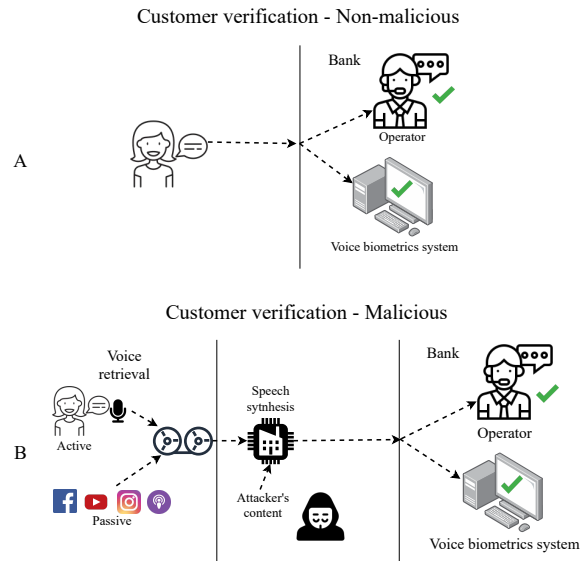 Customer verification - Non-malicious
Bank
Operator
A
Voice biometrics system
Customer verification - Malicious
Voice
retrieval
Active
Passive
B
Speech
sytnhesis
Attacker's
content
Bank
Operator
Voice biometrics system